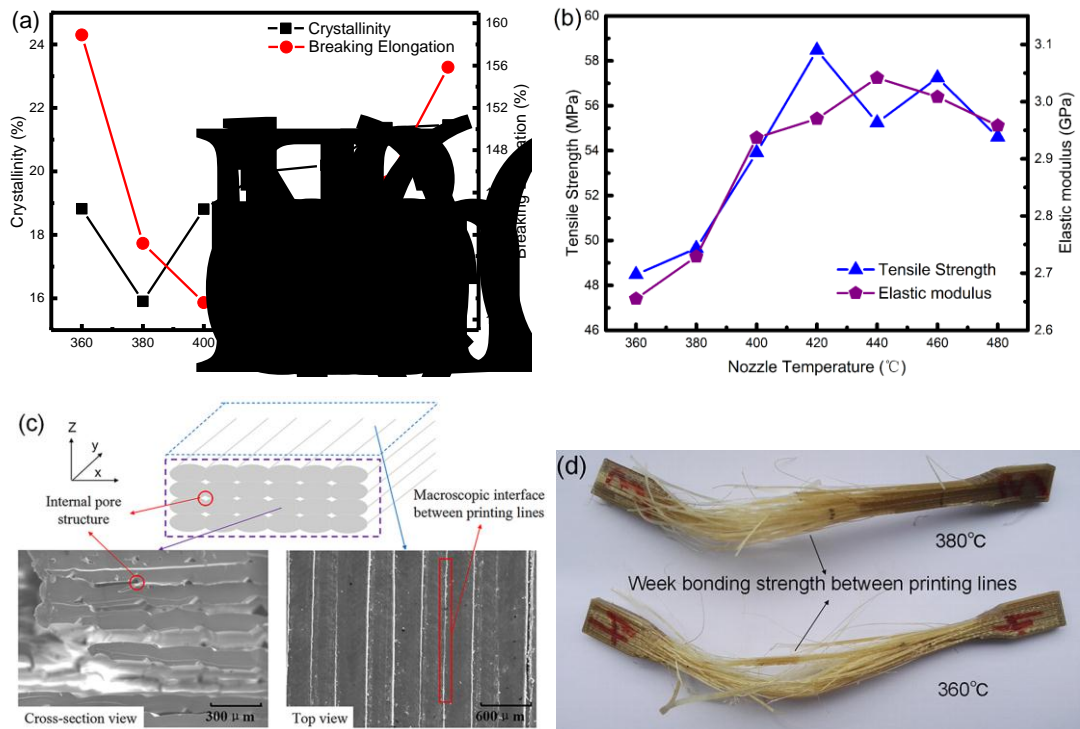 (a)
Crystallinity
Breaking Elongation
24
22
20
18
16
Crystallinity (%)
160
156
152
148
360
380
400
(b)
60
58
56
54
52
50
48
46
Tensile Strength (MPa)
3.1
3.0
2.9
2.8
2.7
2.6
Elastic modulus (GPa)
Tensile Strength
Elastic modulus
360 380 400 420 440 460 480
Nozzle Temperature (℃)
(c)
Z
y
x
Internal pore
structure
Macroscopic interface
between printing lines
Cross-section view
300 μm
Top view
600 μm
(d)
380℃
Week bonding strength between printing lines
360℃